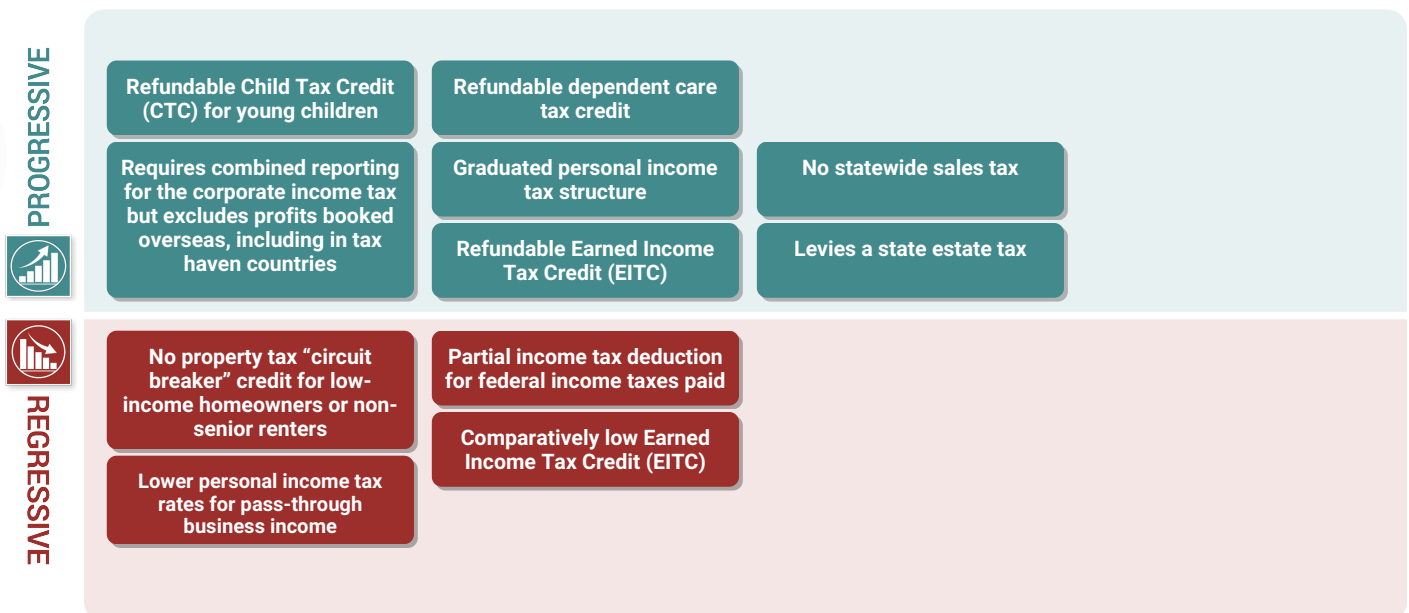 PROGRESSIVE
Refundable Child Tax Credit
(CTC) for young children
Requires combined reporting
for the corporate income tax
but excludes profits booked
overseas, including in tax
haven countries
Refundable dependent care
tax credit
Graduated personal income
tax structure
Refundable Earned Income
Tax Credit (EITC)
No statewide sales tax
Levies a state estate tax
REGRESSIVE
No property tax “circuit
breaker” credit for low-
income homeowners or non-
senior renters
Lower personal income tax
rates for pass-through
business income
Partial income tax deduction
for federal income taxes paid
Comparatively low Earned
Income Tax Credit (EITC)